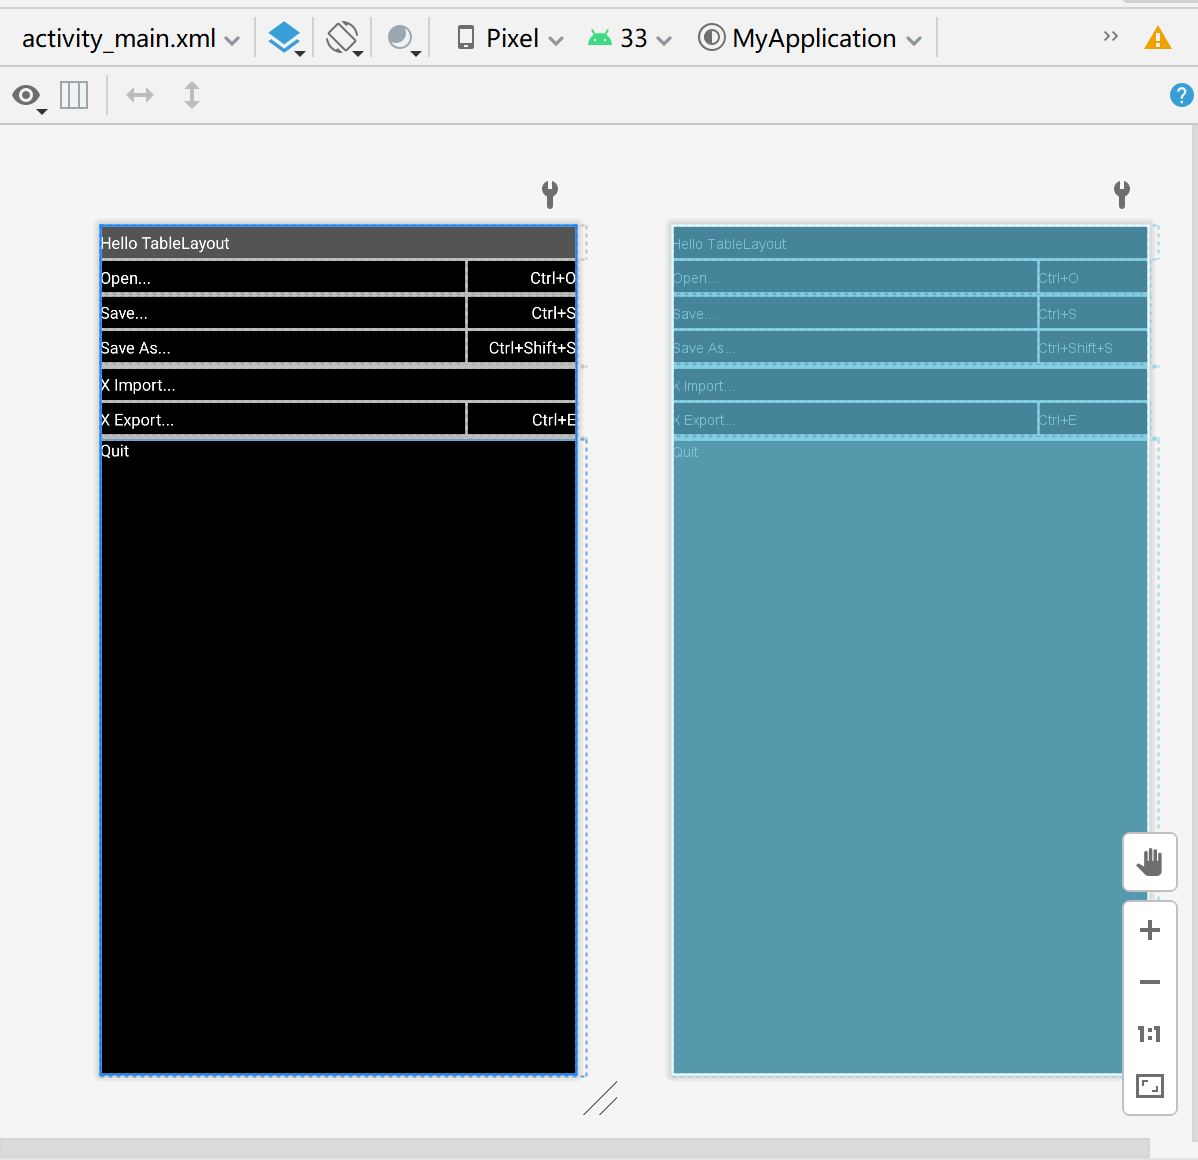 activity_main.xml Pixel 33 MyApplication >>
?
Hello TableLayout
Open... Ctrl+O
Save... Ctrl+S
Save As... Ctrl+Shift+S
X Import...
X Export... Ctrl+E
Quit
Hello TableLayout
Open... Ctrl+O
Save... Ctrl+S
Save As... Ctrl+Shift+S
X Import...
X Export... Ctrl+E
Quit
1:1